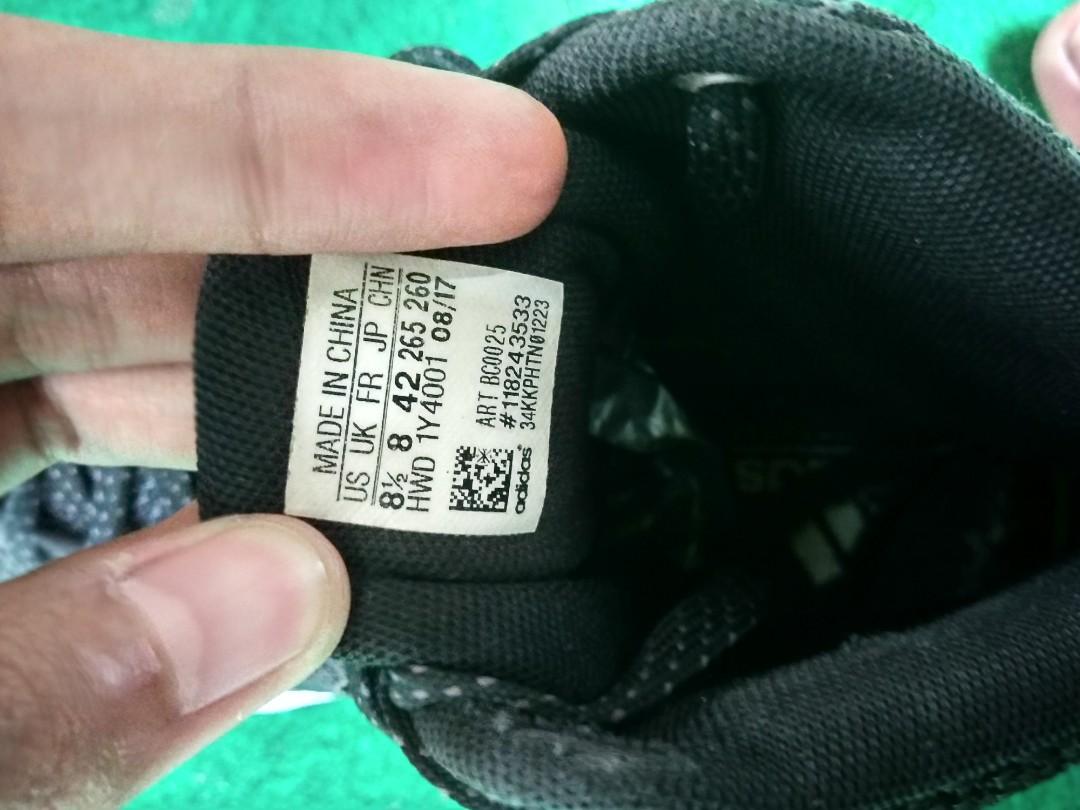 MADE IN CHINA
US UK FR JP CHN
8½ 8 42 265 260
HWD 1Y4001 08/17
ART BC0025
#118243533
34KKPHTN01223
adidas